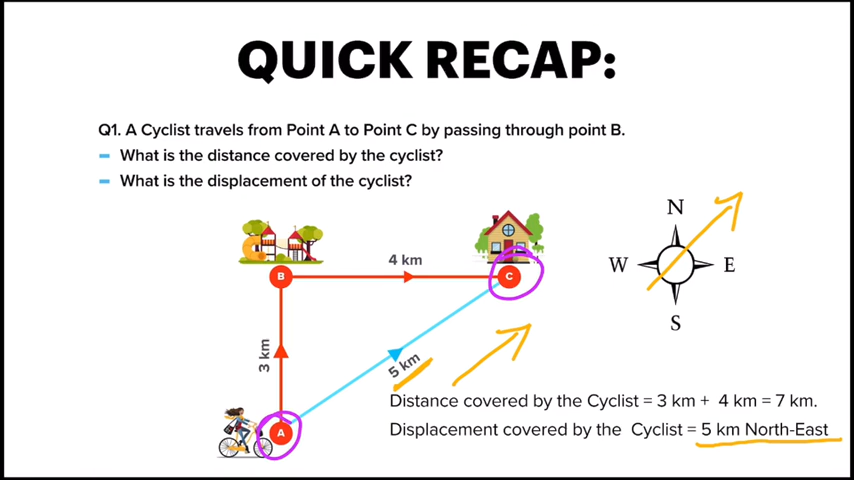 QUICK RECAP:
Q1. A Cyclist travels from Point A to Point C by passing through point B.
- What is the distance covered by the cyclist?
- What is the displacement of the cyclist?
N
W
E
S
B
4 km
C
3 km
5 km
A
Distance covered by the Cyclist = 3 km + 4 km = 7 km.
Displacement covered by the Cyclist = 5 km North-East